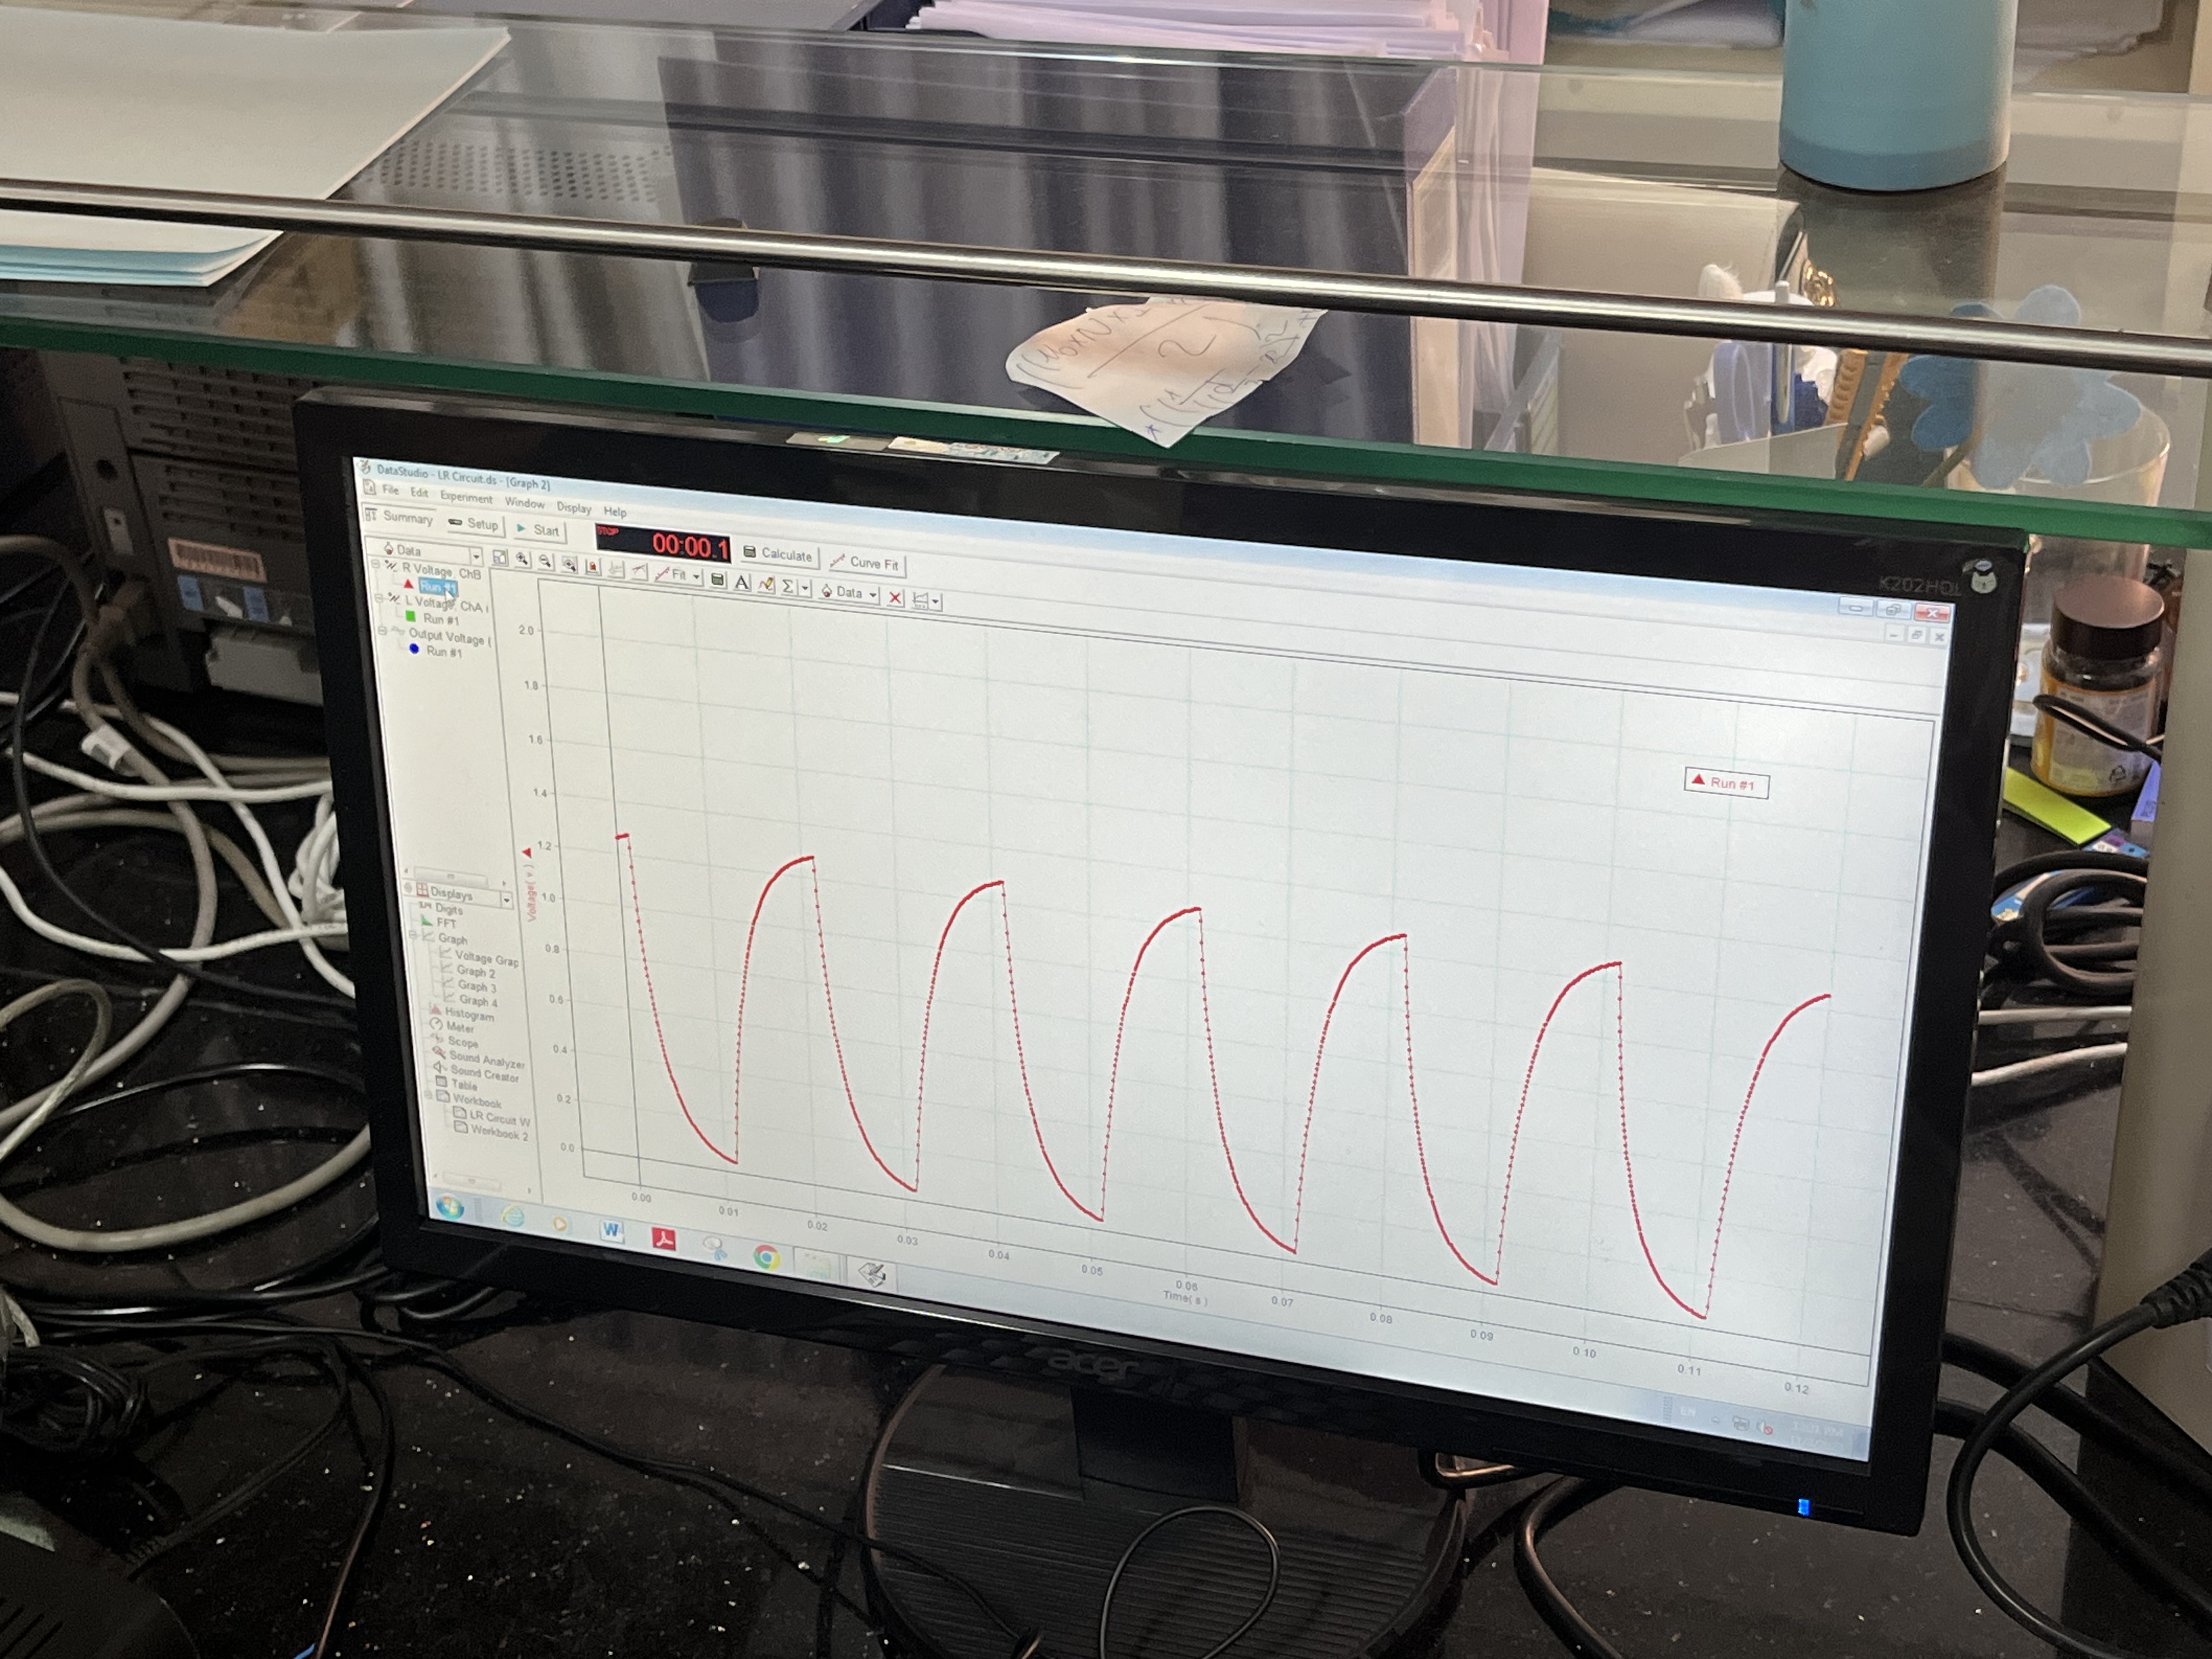 DataStudio - LR Circuit.ds - [Graph 2]
File Edit Experiment Window Display Help
Summary Setup Start
STOP 00:00.1 Calculate Curve Fit
Data Fit A Σ Data
K202HQL
R Voltage, ChB
Run #1
L Voltage, ChA (
Run #1
Output Voltage (
Run #1
Displays
Digits
FFT
Graph
Voltage Grap
Graph 2
Graph 3
Graph 4
Histogram
Meter
Scope
Sound Analyzer
Sound Creator
Table
Workbook
LR Circuit W
Workbook 2
Voltage( v )
2.0
1.8
1.6
1.4
1.2
1.0
0.8
0.6
0.4
0.2
0.0
Run #1
0.00 0.01 0.02 0.03 0.04 0.05 0.06 0.07 0.08 0.09 0.10 0.11 0.12
Time( s )
EN
acer